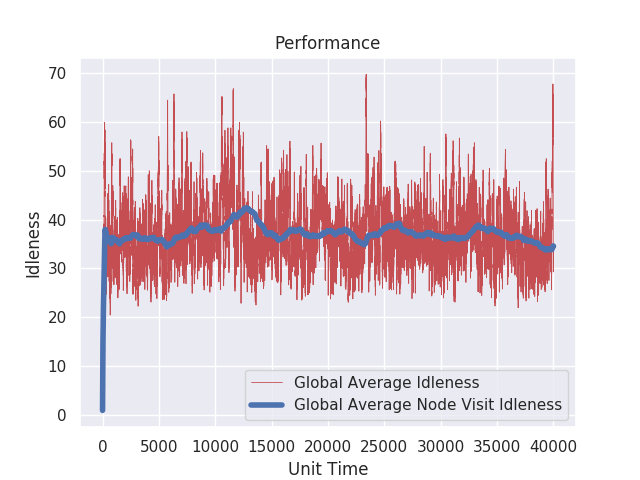 Performance
70
60
50
40
30
20
10
0
Idleness
0 5000 10000 15000 20000 25000 30000 35000 40000
Unit Time
Global Average Idleness
Global Average Node Visit Idleness